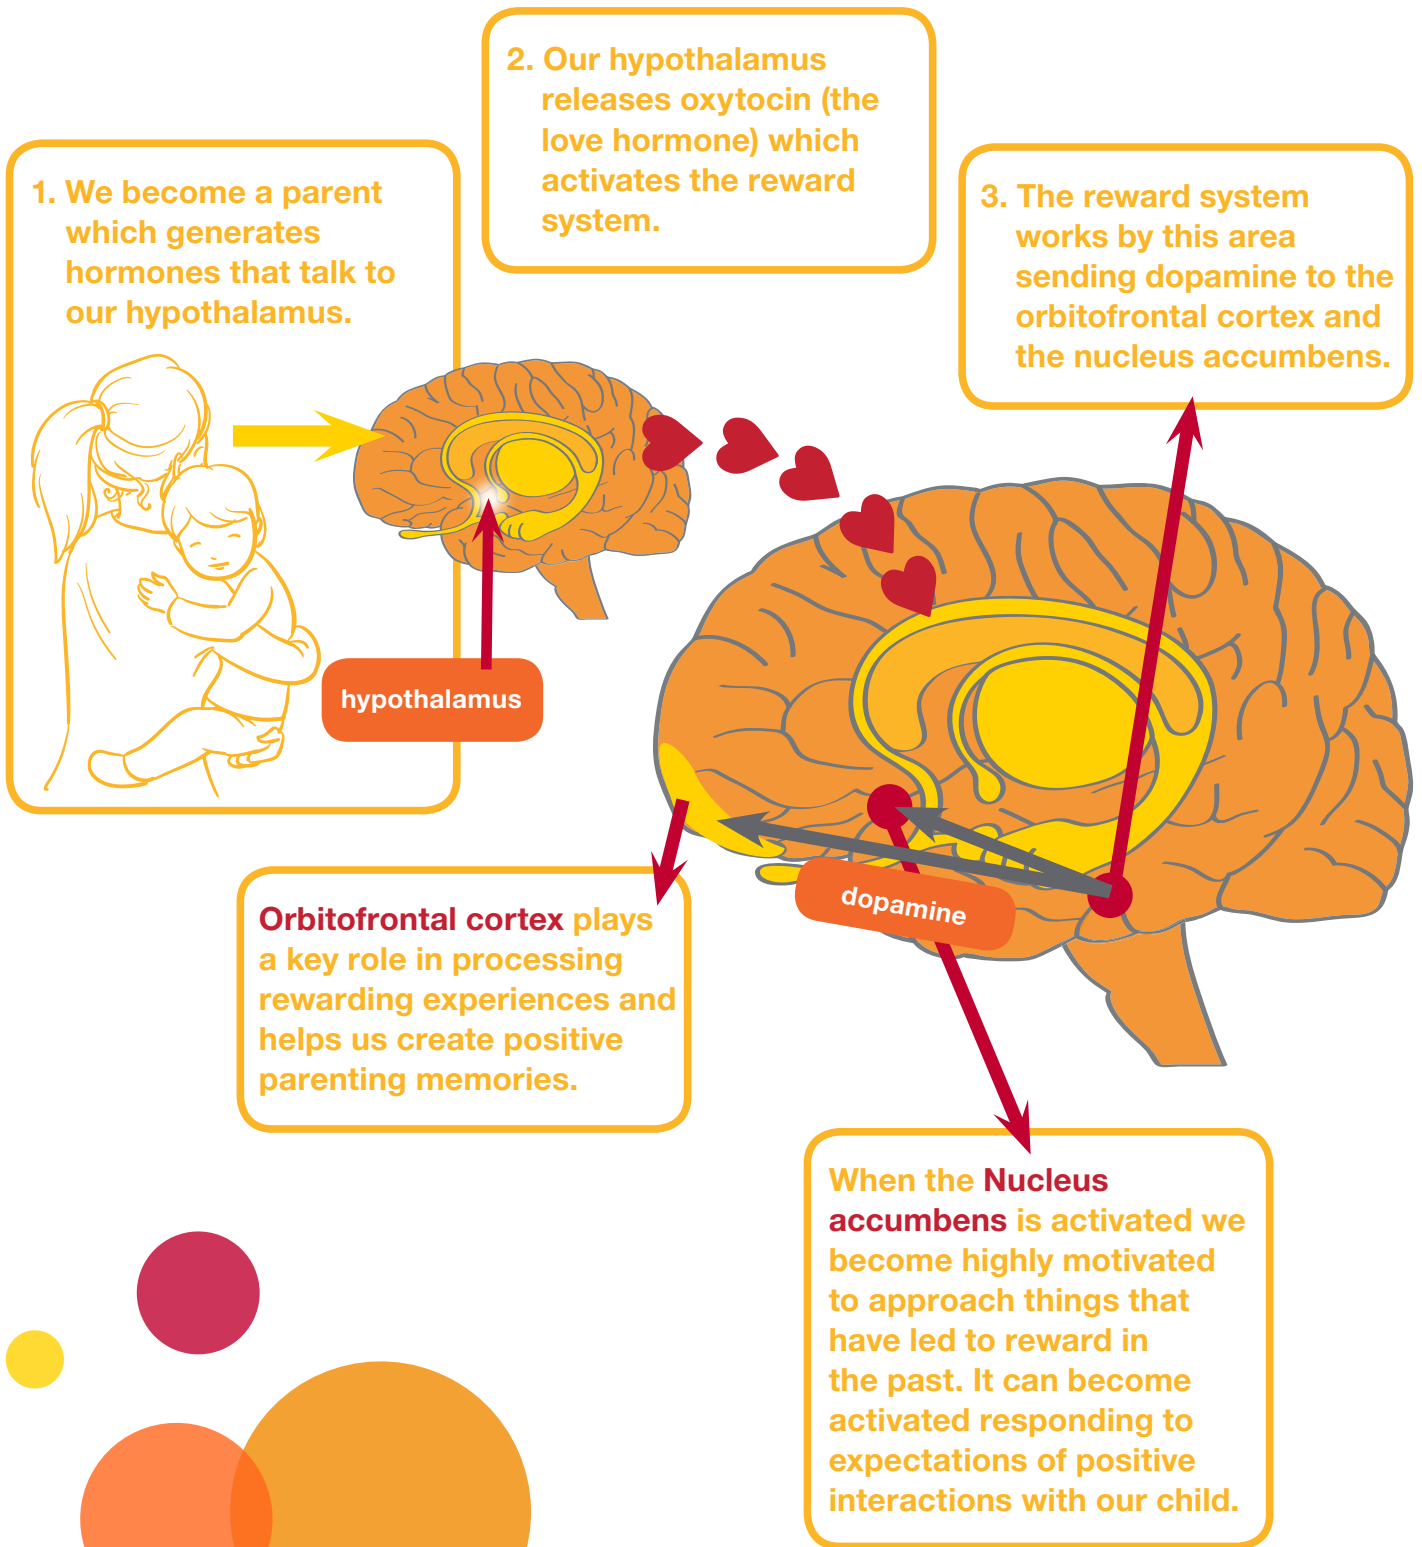 1. We become a parent
which generates
hormones that talk to
our hypothalamus.
2. Our hypothalamus
releases oxytocin (the
love hormone) which
activates the reward
system.
3. The reward system
works by this area
sending dopamine to the
orbitofrontal cortex and
the nucleus accumbens.
hypothalamus
dopamine
Orbitofrontal cortex plays
a key role in processing
rewarding experiences and
helps us create positive
parenting memories.
When the Nucleus
accumbens is activated we
become highly motivated
to approach things that
have led to reward in
the past. It can become
activated responding to
expectations of positive
interactions with our child.